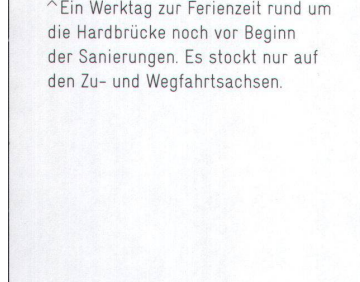 ^Ein Werktag zur Ferienzeit rund um
die Hardbrücke noch vor Beginn
der Sanierungen. Es stockt nur auf
den Zu- und Wegfahrtsachsen.